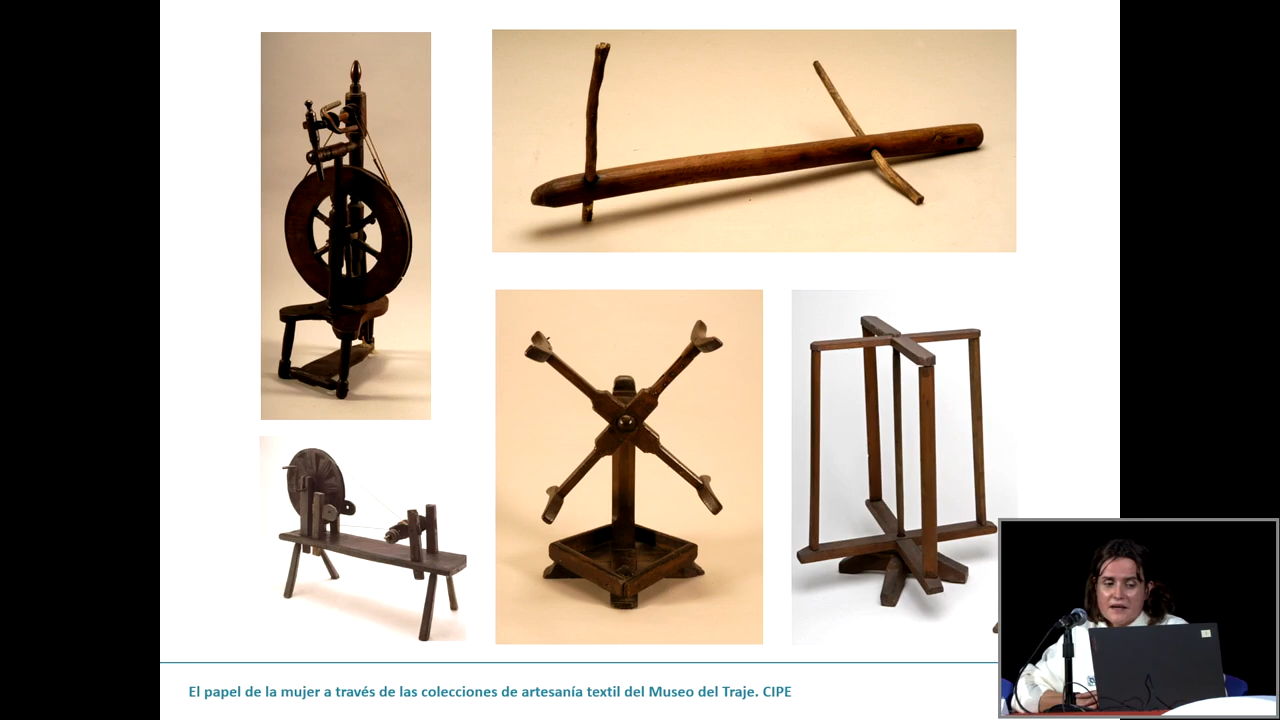 El papel de la mujer a través de las colecciones de artesanía textil del Museo del Traje. CIPE